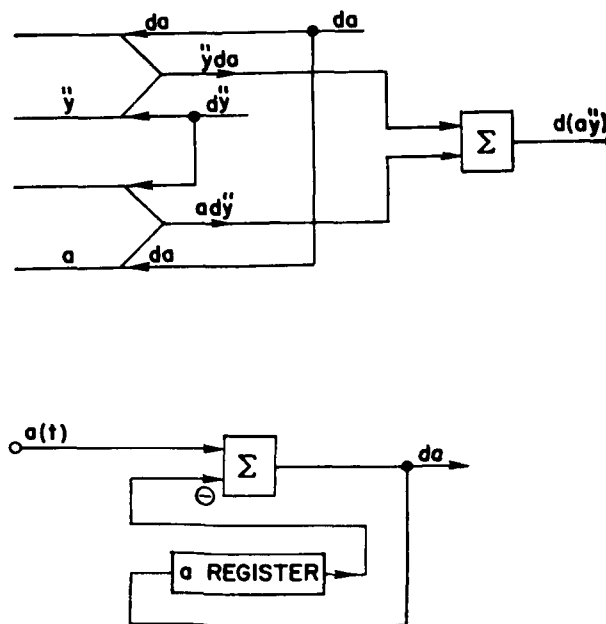 da da
ÿda
ÿ dÿ
Σ d(aÿ)
adÿ
a da
a(t)
Σ da
⊖
a REGISTER